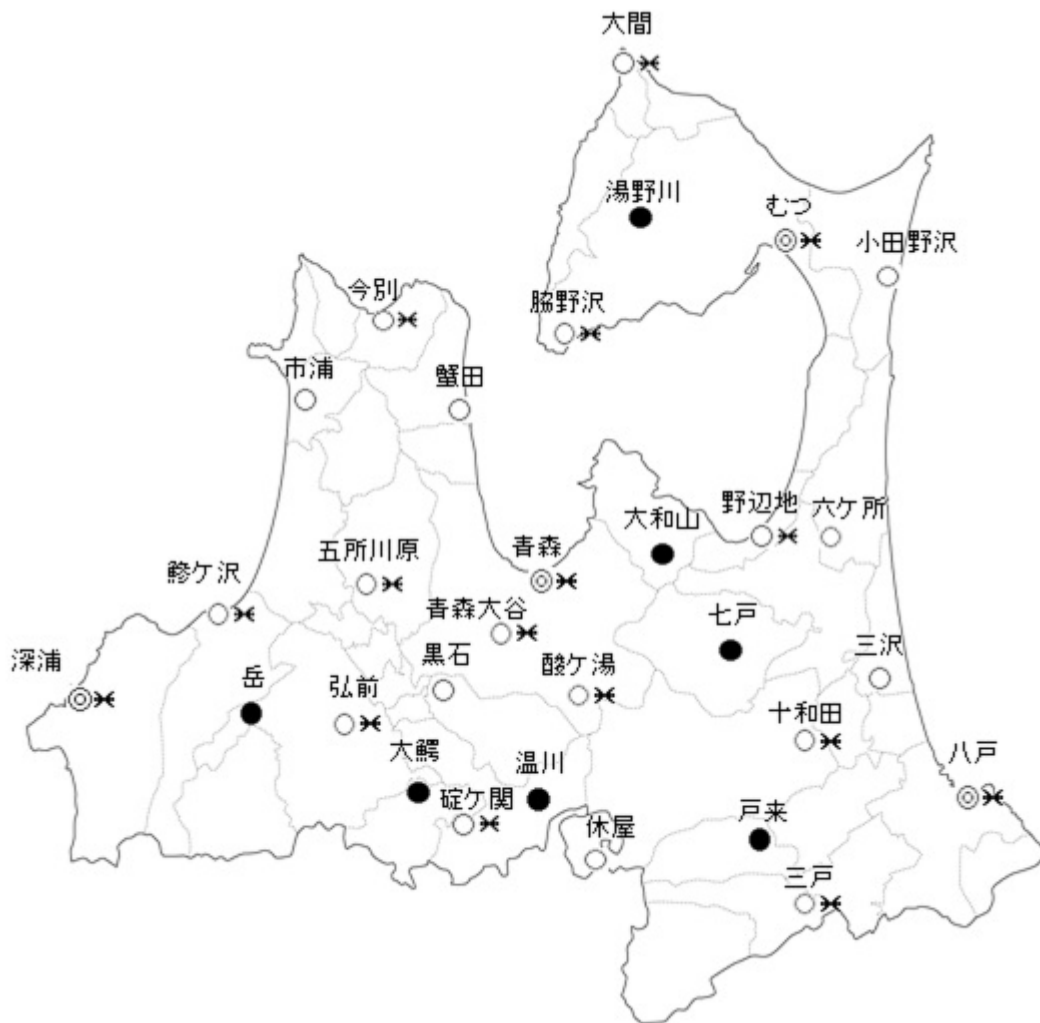 大間
湯野川
むつ
小田野沢
今別
脇野沢
市浦
蟹田
野辺地
六ケ所
大和山
五所川原
青森
鯵ケ沢
青森大谷
七戸
黒石
酸ケ湯
三沢
深浦
岳
弘前
十和田
大鰐
温川
八戸
碇ケ関
休屋
戸来
三戸